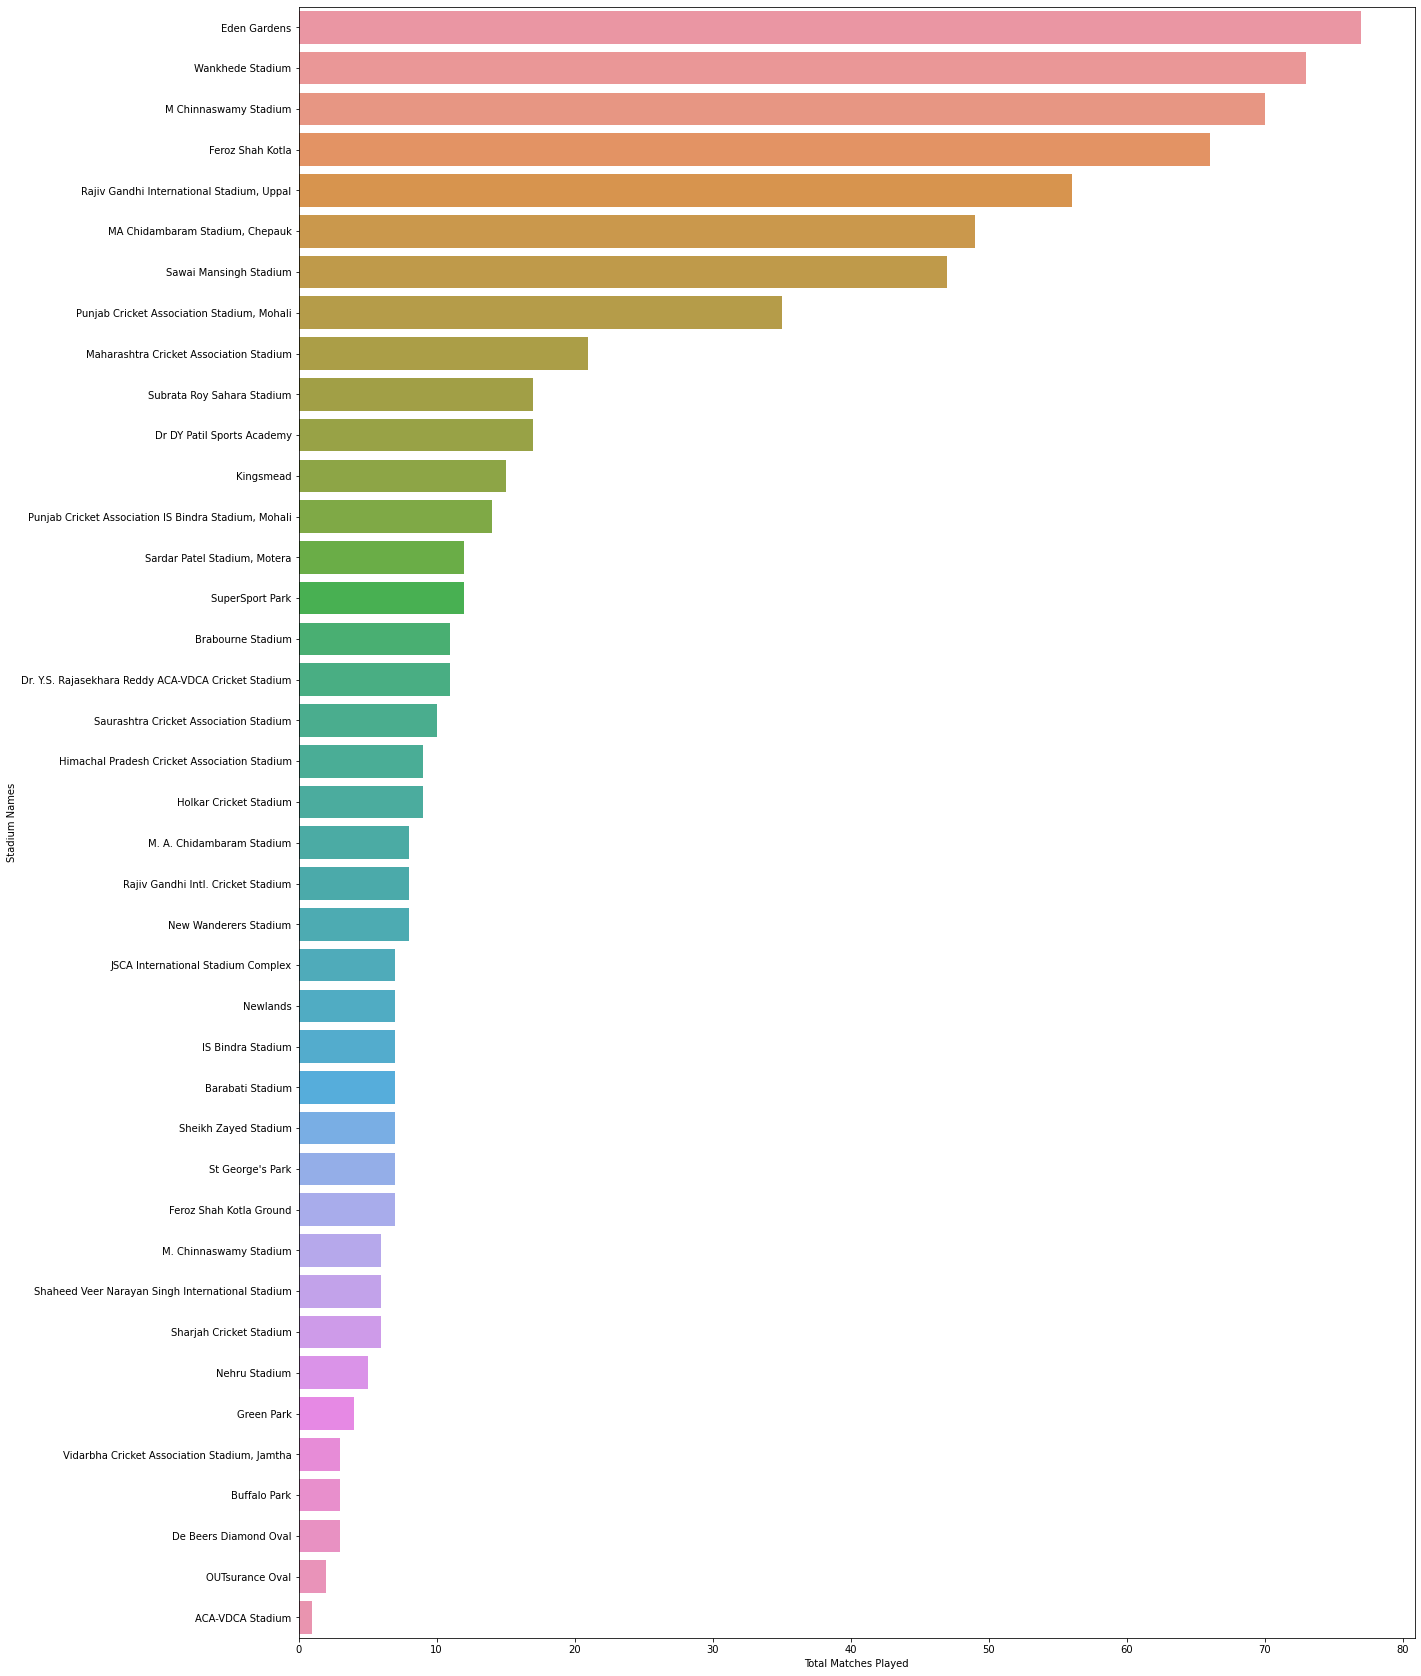 Eden Gardens
Wankhede Stadium
M Chinnaswamy Stadium
Feroz Shah Kotla
Rajiv Gandhi International Stadium, Uppal
MA Chidambaram Stadium, Chepauk
Sawai Mansingh Stadium
Punjab Cricket Association Stadium, Mohali
Maharashtra Cricket Association Stadium
Subrata Roy Sahara Stadium
Dr DY Patil Sports Academy
Kingsmead
Punjab Cricket Association IS Bindra Stadium, Mohali
Sardar Patel Stadium, Motera
SuperSport Park
Brabourne Stadium
Dr. Y.S. Rajasekhara Reddy ACA-VDCA Cricket Stadium
Saurashtra Cricket Association Stadium
Himachal Pradesh Cricket Association Stadium
Holkar Cricket Stadium
M. A. Chidambaram Stadium
Rajiv Gandhi Intl. Cricket Stadium
New Wanderers Stadium
JSCA International Stadium Complex
Newlands
IS Bindra Stadium
Barabati Stadium
Sheikh Zayed Stadium
St George's Park
Feroz Shah Kotla Ground
M. Chinnaswamy Stadium
Shaheed Veer Narayan Singh International Stadium
Sharjah Cricket Stadium
Nehru Stadium
Green Park
Vidarbha Cricket Association Stadium, Jamtha
Buffalo Park
De Beers Diamond Oval
OUTsurance Oval
ACA-VDCA Stadium
Stadium Names
0 10 20 30 40 50 60 70 80
Total Matches Played